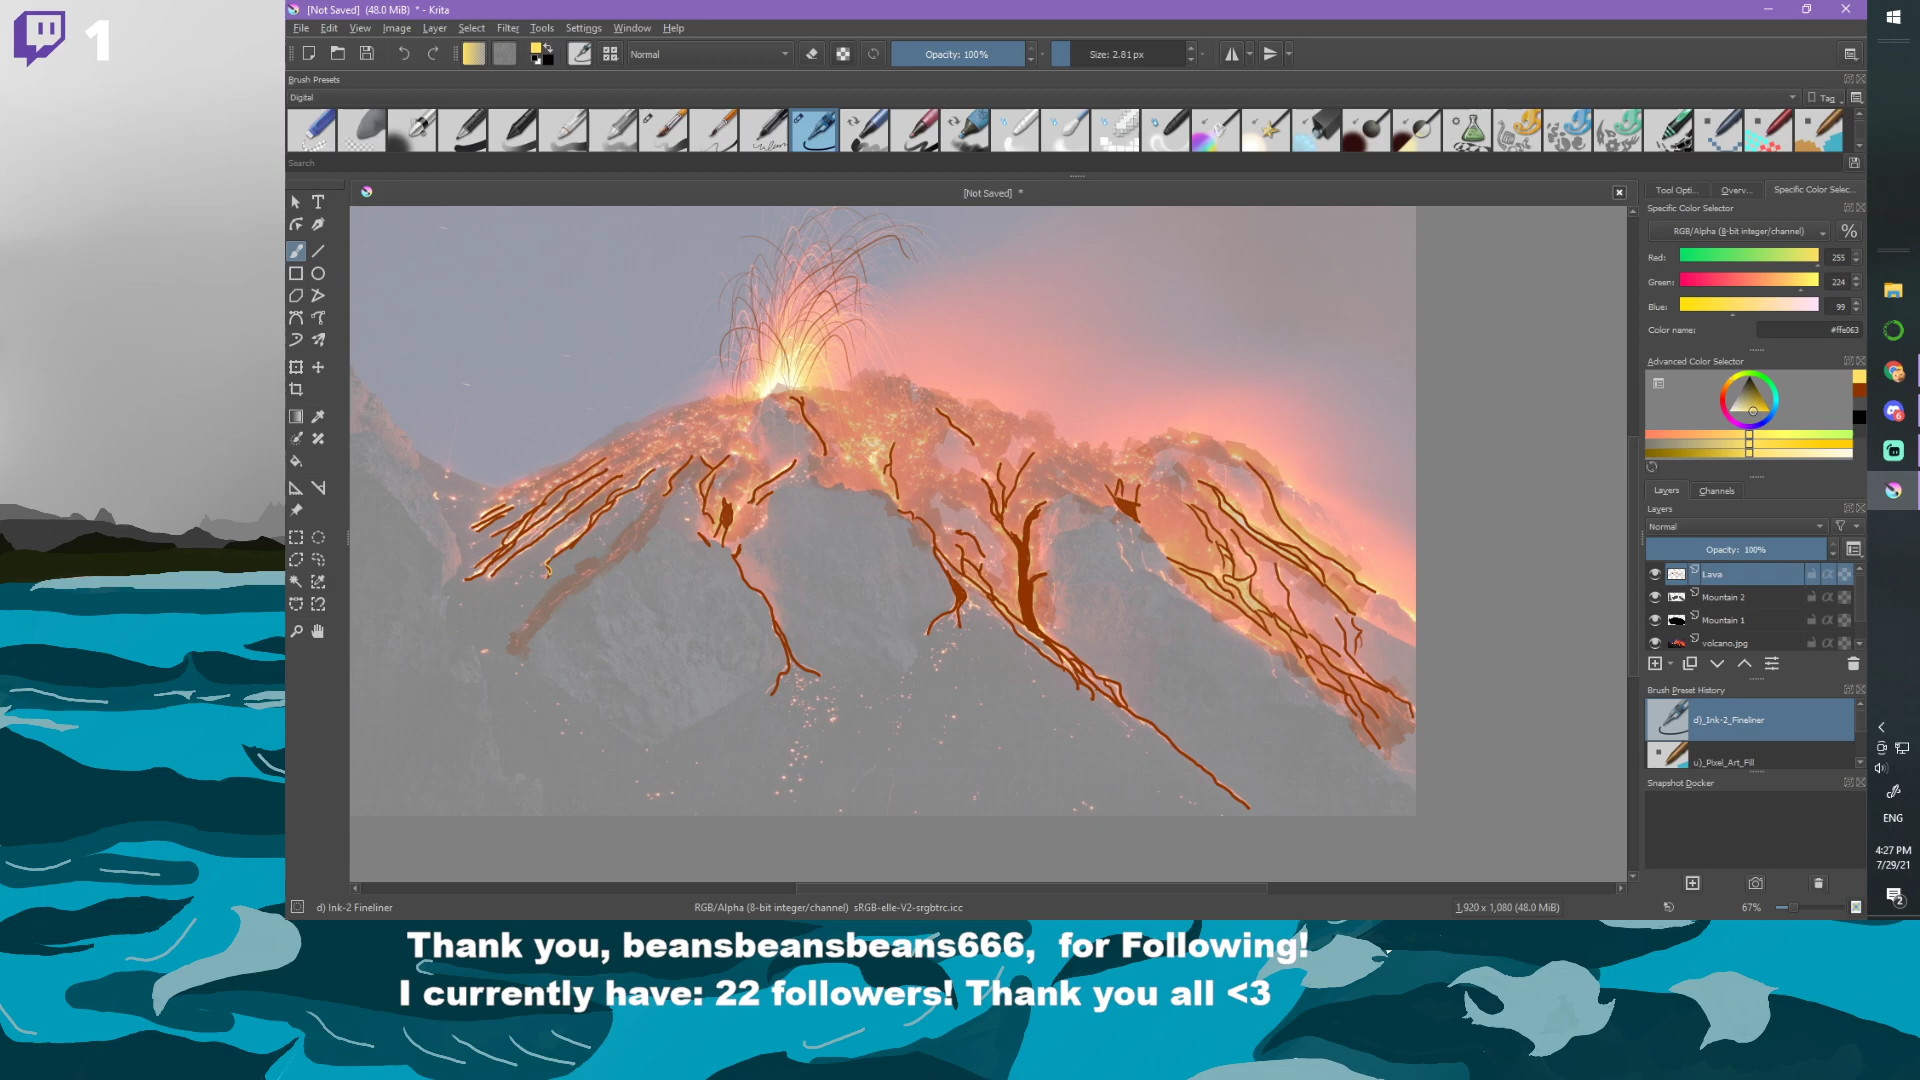 1
[Not Saved] (48.0 MiB) * - Krita
File Edit View Image Layer Select Filter Tools Settings Window Help
Normal Opacity: 100% Size: 2.81 px
Brush Presets
Digital Tag
Search
[Not Saved] *
Tool Opti... Overv... Specific Color Selec...
Specific Color Selector
RGB/Alpha (8-bit integer/channel) %
Red: 255
Green: 224
Blue: 99
Color name: #ffe063
Advanced Color Selector
Layers Channels
Layers
Normal
Opacity: 100%
Lava
Mountain 2
Mountain 1
volcano.jpg
Brush Preset History
d)_Ink-2_Fineliner
u)_Pixel_Art_Fill
Snapshot Docker
ENG
4:27 PM
7/29/21
2
d) Ink-2 Fineliner RGB/Alpha (8-bit integer/channel) sRGB-elle-V2-srgbtrc.icc 1,920 x 1,080 (48.0 MiB) 67%
Thank you, beansbeansbeans666, for Following!
I currently have: 22 followers! Thank you all <3